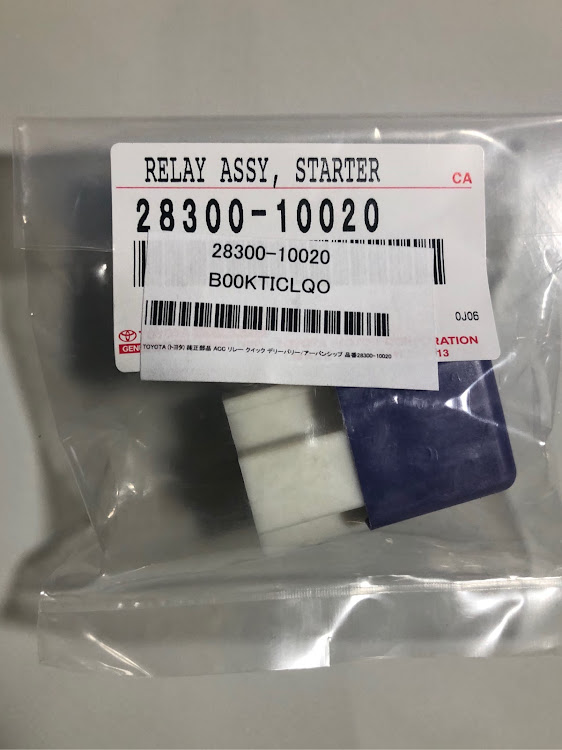 RELAY ASSY, STARTER
CA
28300-10020
28300-10020
B00KTICLQO
0J06
TOYOTA (トヨタ) 純正部品 ACC リレー クイック デリーバリー/アーバンシップ 品番28300-10020
RATION
GEN
13